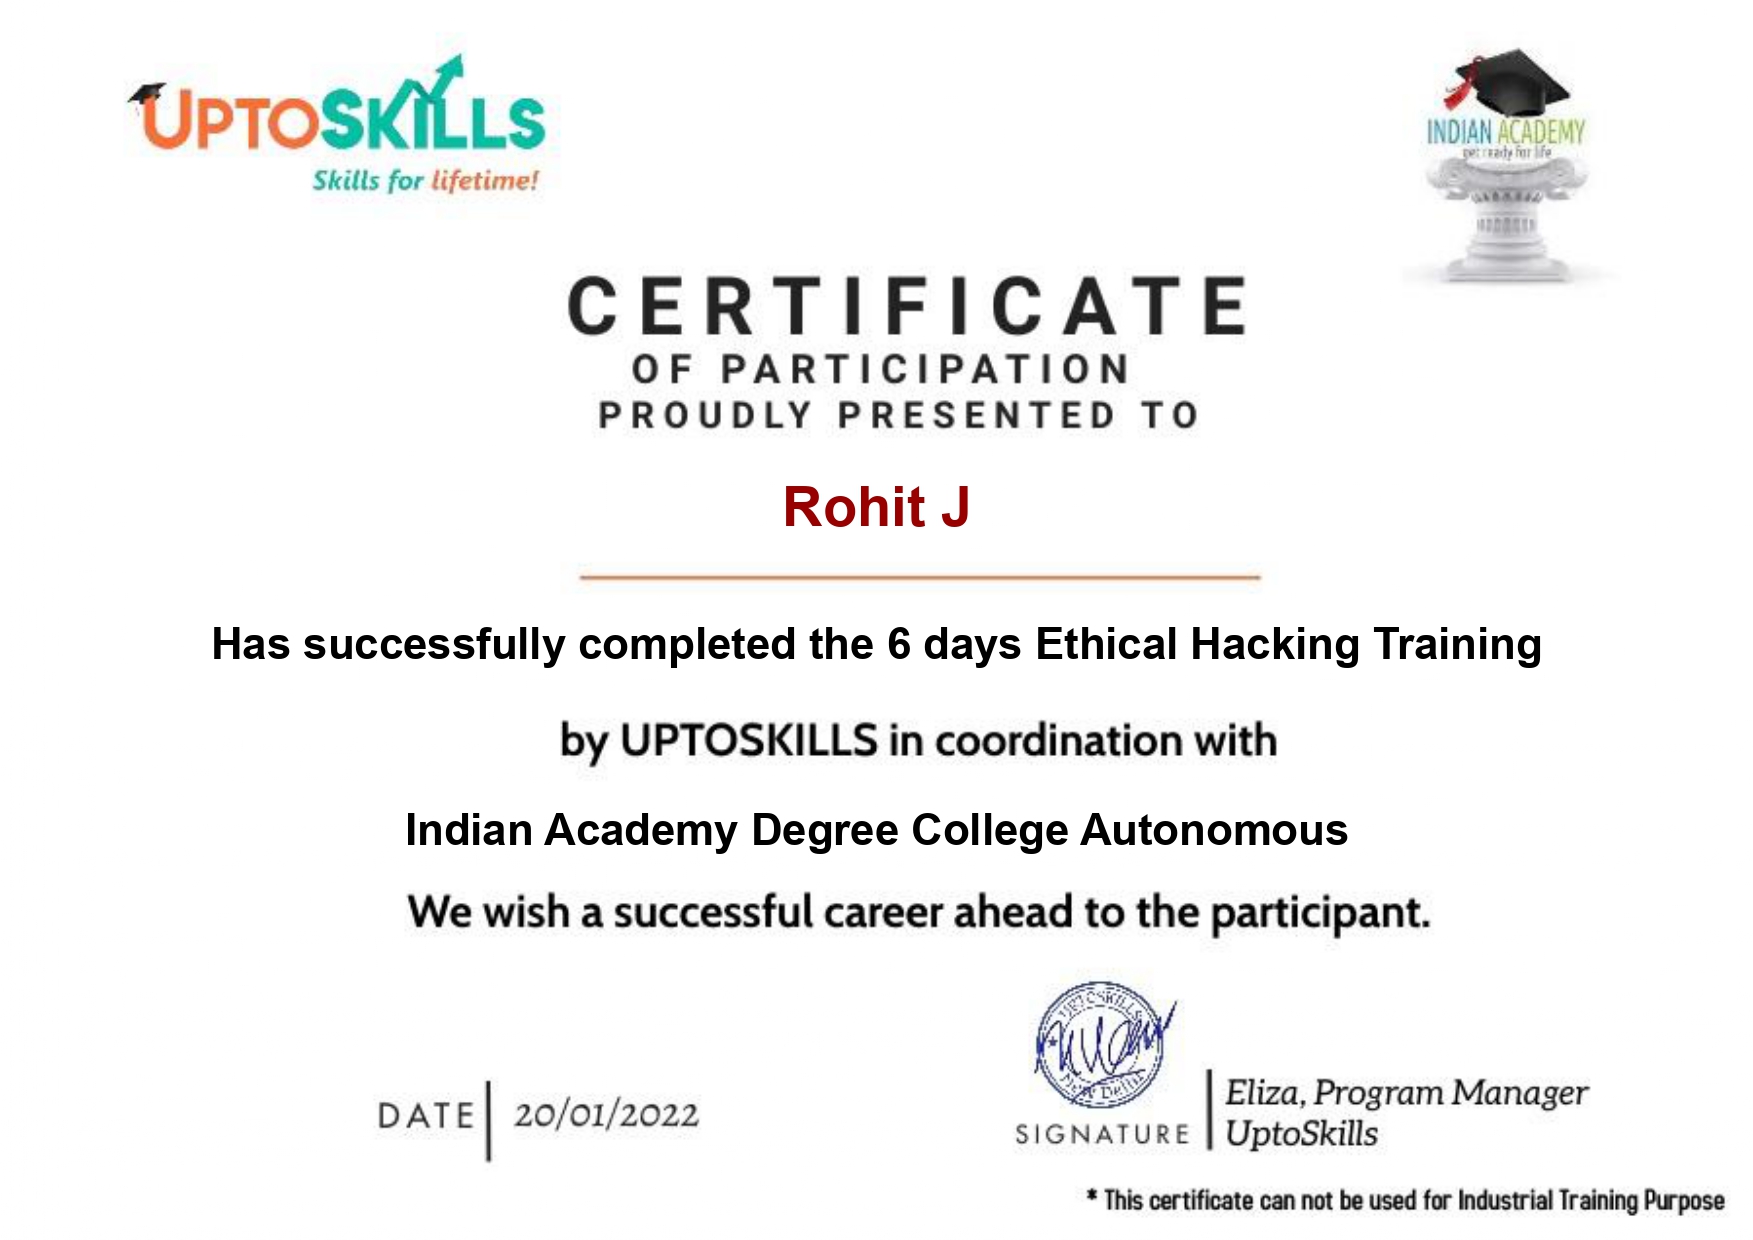 UPTOSKILLS
Skills for lifetime!
INDIAN ACADEMY
get ready for life
CERTIFICATE
OF PARTICIPATION
PROUDLY PRESENTED TO
Rohit J
Has successfully completed the 6 days Ethical Hacking Training
by UPTOSKILLS in coordination with
Indian Academy Degree College Autonomous
We wish a successful career ahead to the participant.
UPTOSKILLS
New Delhi
DATE 20/01/2022
SIGNATURE
Eliza, Program Manager
UptoSkills
* This certificate can not be used for Industrial Training Purpose